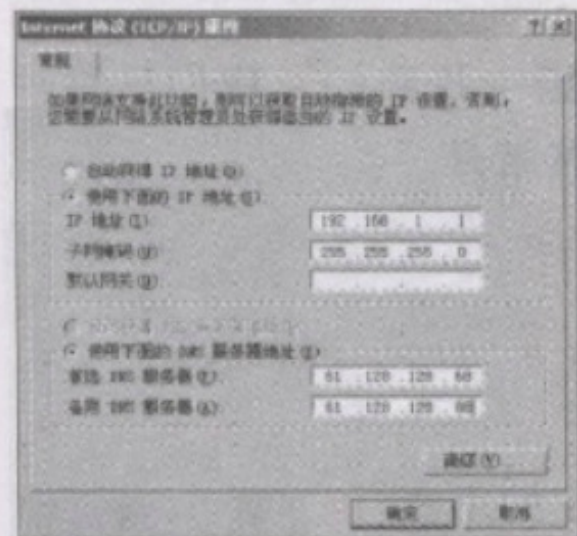 Internet 协议 (TCP/IP) 属性
常规
如果网络支持此功能，则可以获取自动指派的 IP 设置。否则，
您需要从网络系统管理员处获得适当的 IP 设置。
自动获得 IP 地址(O)
使用下面的 IP 地址(S)
IP 地址(I) 192 168 1 1
子网掩码(U) 255 255 255 0
默认网关(D)
使用下面的 DNS 服务器地址(E)
首选 DNS 服务器(P) 61 128 128 68
备用 DNS 服务器(A) 61 128 128
高级(V)
确定 取消